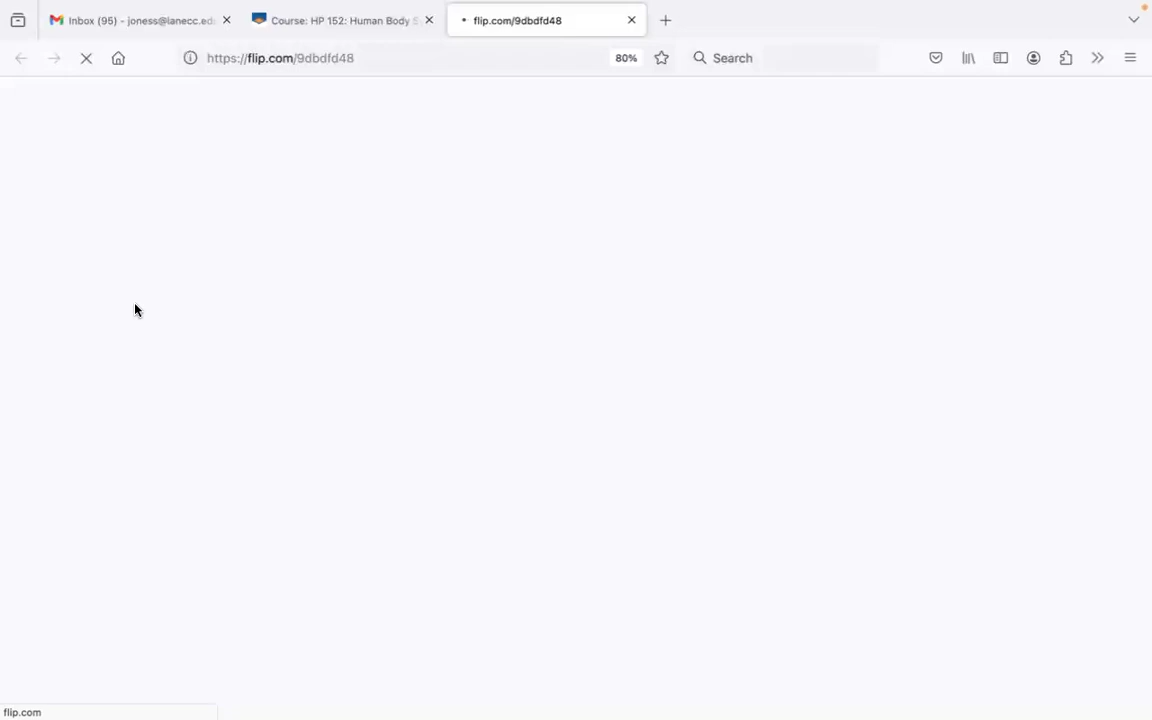 Inbox (95) - joness@lanecc.ed
Course: HP 152: Human Body S
flip.com/9dbdfd48
https://flip.com/9dbdfd48
80%
Search
flip.com